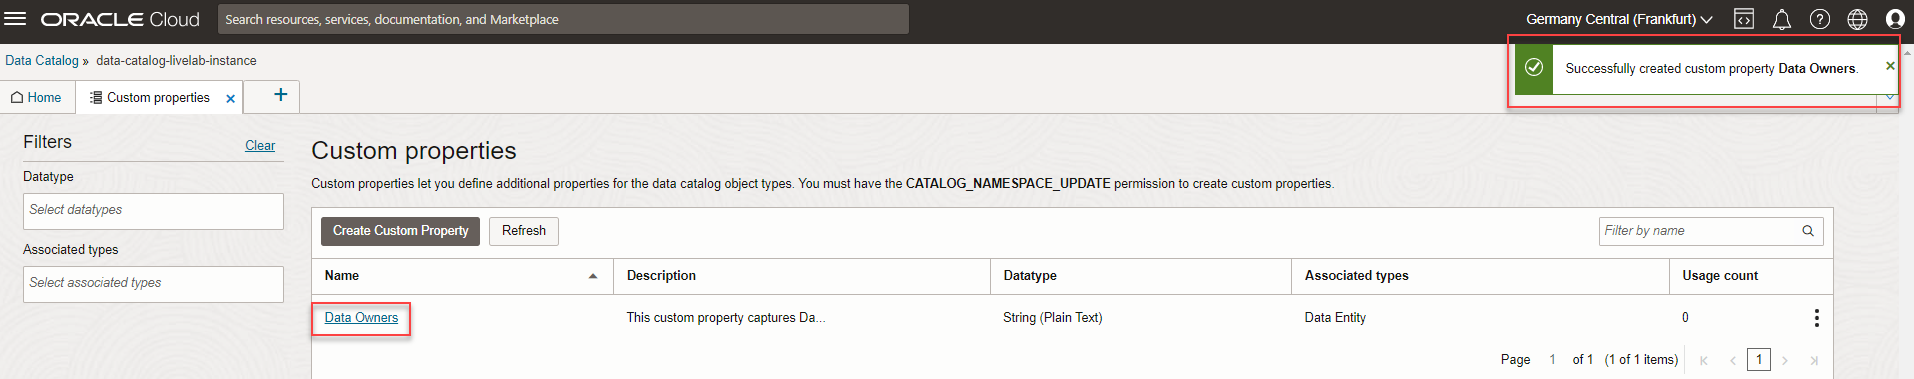 ORACLE Cloud
Search resources, services, documentation, and Marketplace
Germany Central (Frankfurt)
Data Catalog » data-catalog-livelab-instance
Successfully created custom property Data Owners.
Home
Custom properties
Filters
Clear
Datatype
Select datatypes
Associated types
Select associated types
Custom properties
Custom properties let you define additional properties for the data catalog object types. You must have the CATALOG_NAMESPACE_UPDATE permission to create custom properties.
Create Custom Property
Refresh
Filter by name
Name Description Datatype Associated types Usage count
Data Owners This custom property captures Da... String (Plain Text) Data Entity 0
Page 1 of 1 (1 of 1 items) 1